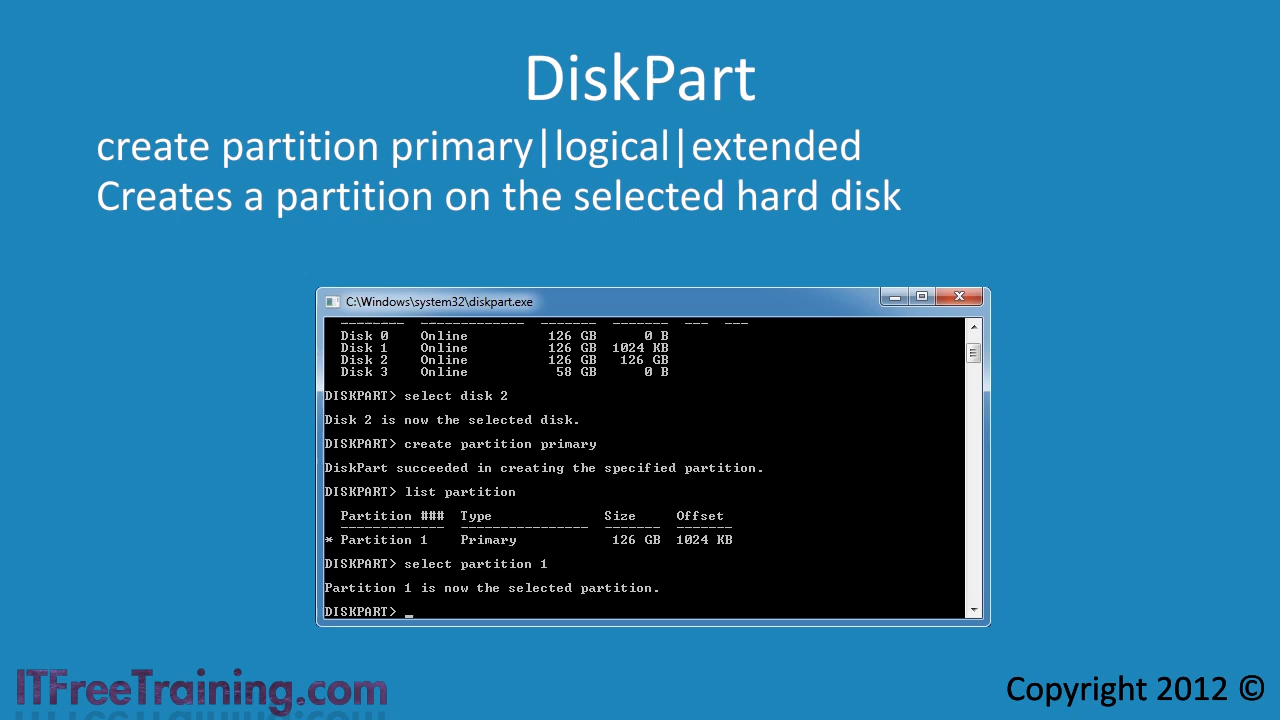 DiskPart
create partition primary|logical|extended
Creates a partition on the selected hard disk
C:\Windows\system32\diskpart.exe
-------- ------------- ------- ------- --- ---
Disk 0 Online 126 GB 0 B
Disk 1 Online 126 GB 1024 KB
Disk 2 Online 126 GB 126 GB
Disk 3 Online 58 GB 0 B
DISKPART> select disk 2
Disk 2 is now the selected disk.
DISKPART> create partition primary
DiskPart succeeded in creating the specified partition.
DISKPART> list partition
Partition ### Type Size Offset
------------- ---------------- ------- -------
* Partition 1 Primary 126 GB 1024 KB
DISKPART> select partition 1
Partition 1 is now the selected partition.
DISKPART> _
ITFreeTraining.com
Copyright 2012 ©